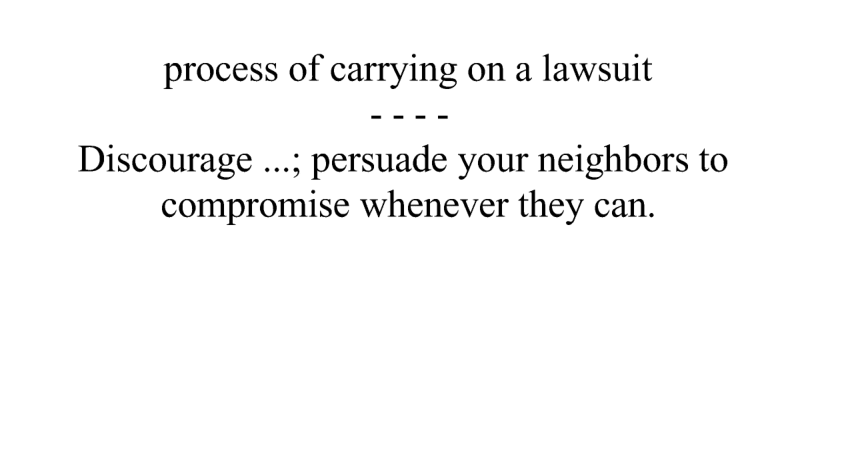 process of carrying on a lawsuit
- - - -
Discourage ...; persuade your neighbors to
compromise whenever they can.